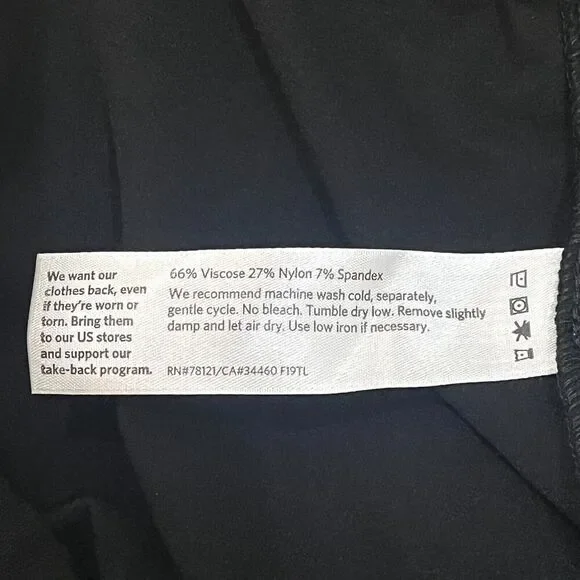 We want our
clothes back, even
if they're worn or
torn. Bring them
to our US stores
and support our
take-back program.
66% Viscose 27% Nylon 7% Spandex
We recommend machine wash cold, separately,
gentle cycle. No bleach. Tumble dry low. Remove slightly
damp and let air dry. Use low iron if necessary.
RN#78121/CA#34460 F19TL